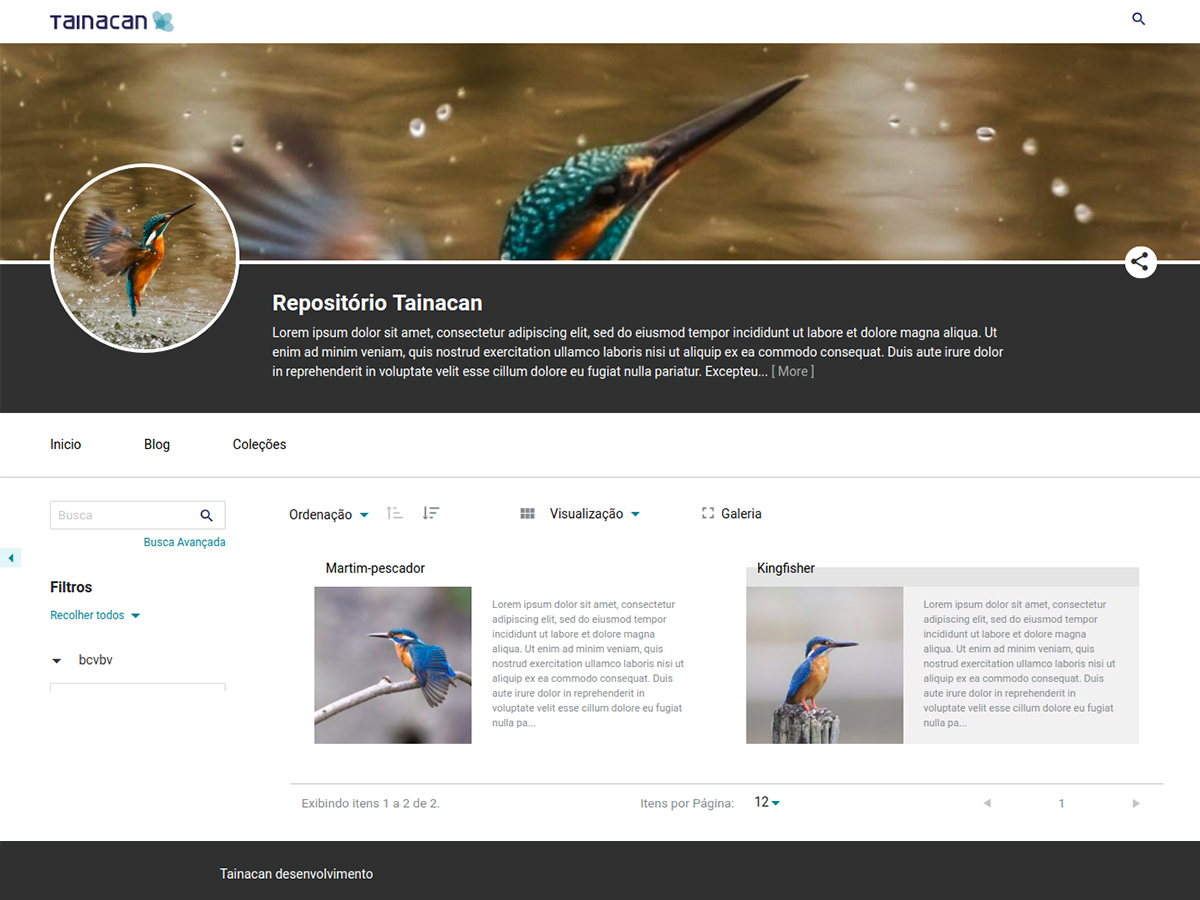 TAINACAN
Repositório Tainacan
Lorem ipsum dolor sit amet, consectetur adipiscing elit, sed do eiusmod tempor incididunt ut labore et dolore magna aliqua. Ut
enim ad minim veniam, quis nostrud exercitation ullamco laboris nisi ut aliquip ex ea commodo consequat. Duis aute irure dolor
in reprehenderit in voluptate velit esse cillum dolore eu fugiat nulla pariatur. Excepteu... [ More ]
Inicio Blog Coleções
Busca
Busca Avançada
Filtros
Recolher todos
bcvbv
Ordenação Visualização Galeria
Martim-pescador
Lorem ipsum dolor sit amet, consectetur
adipiscing elit, sed do eiusmod tempor
incididunt ut labore et dolore magna
aliqua. Ut enim ad minim veniam, quis
nostrud exercitation ullamco laboris nisi ut
aliquip ex ea commodo consequat. Duis
aute irure dolor in reprehenderit in
voluptate velit esse cillum dolore eu fugiat
nulla pa...
Kingfisher
Lorem ipsum dolor sit amet, consectetur
adipiscing elit, sed do eiusmod tempor
incididunt ut labore et dolore magna
aliqua. Ut enim ad minim veniam, quis
nostrud exercitation ullamco laboris nisi ut
aliquip ex ea commodo consequat. Duis
aute irure dolor in reprehenderit in
voluptate velit esse cillum dolore eu fugiat
nulla pa...
Exibindo itens 1 a 2 de 2. Itens por Página: 12 1
Tainacan desenvolvimento